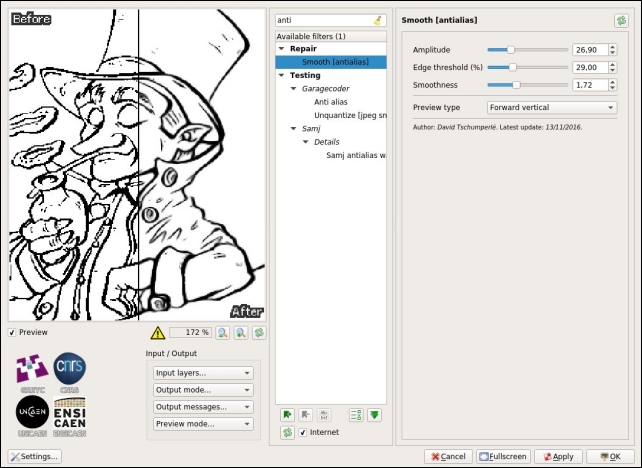 Before
After
Preview
172 %
GREYC
CNRS
UNICAEN
UNICAEN
ENSI
CAEN
ENSICAEN
Input / Output
Input layers...
Output mode...
Output messages...
Preview mode...
Settings...
anti
Available filters (1)
Repair
Smooth [antialias]
Testing
Garagecoder
Anti alias
Unquantize [jpeg sn
Samj
Details
Samj antialias w
Internet
Smooth [antialias]
Amplitude 26,90
Edge threshold (%) 29,00
Smoothness 1,72
Preview type Forward vertical
Author: David Tschumperlé. Latest update: 13/11/2016.
Cancel
Fullscreen
Apply
OK